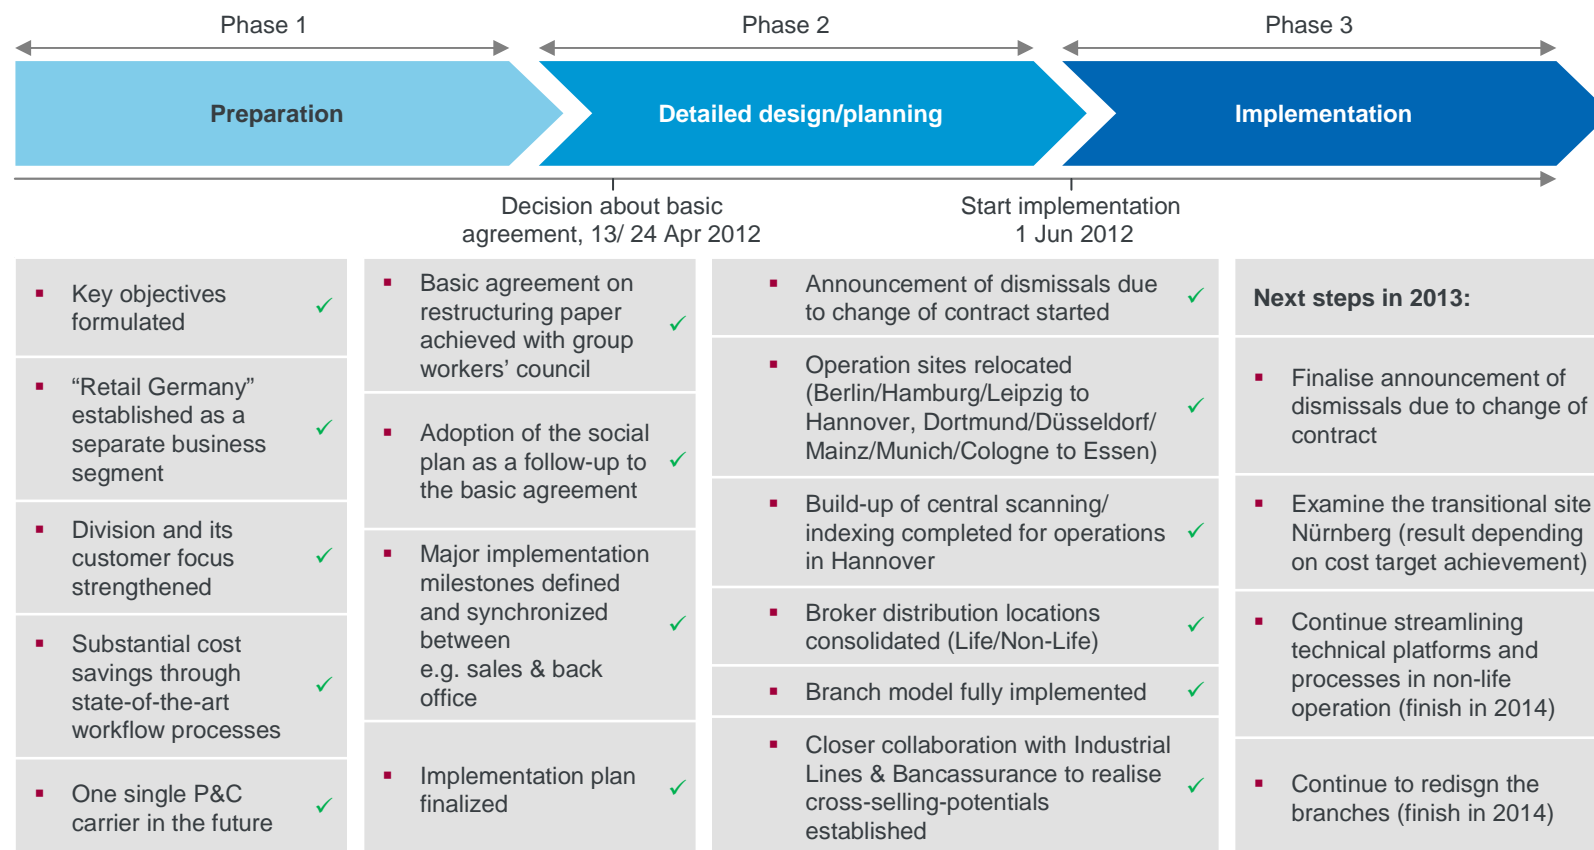 Phase 1
Phase 2
Phase 3
Preparation
Detailed design/planning
Implementation
Decision about basic
agreement, 13/ 24 Apr 2012
Start implementation
1 Jun 2012
▪ Key objectives
formulated ✓
▪ “Retail Germany”
established as a
separate business
segment ✓
▪ Division and its
customer focus
strengthened ✓
▪ Substantial cost
savings through
state-of-the-art
workflow processes ✓
▪ One single P&C
carrier in the future ✓
▪ Basic agreement on
restructuring paper
achieved with group
workers’ council ✓
▪ Adoption of the social
plan as a follow-up to
the basic agreement ✓
▪ Major implementation
milestones defined
and synchronized
between
e.g. sales & back
office ✓
▪ Implementation plan
finalized ✓
▪ Announcement of dismissals due
to change of contract started ✓
▪ Operation sites relocated
(Berlin/Hamburg/Leipzig to
Hannover, Dortmund/Düsseldorf/
Mainz/Munich/Cologne to Essen) ✓
▪ Build-up of central scanning/
indexing completed for operations
in Hannover ✓
▪ Broker distribution locations
consolidated (Life/Non-Life) ✓
▪ Branch model fully implemented ✓
▪ Closer collaboration with Industrial
Lines & Bancassurance to realise
cross-selling-potentials
established ✓
Next steps in 2013:
▪ Finalise announcement of
dismissals due to change of
contract
▪ Examine the transitional site
Nürnberg (result depending
on cost target achievement)
▪ Continue streamlining
technical platforms and
processes in non-life
operation (finish in 2014)
▪ Continue to redisgn the
branches (finish in 2014)